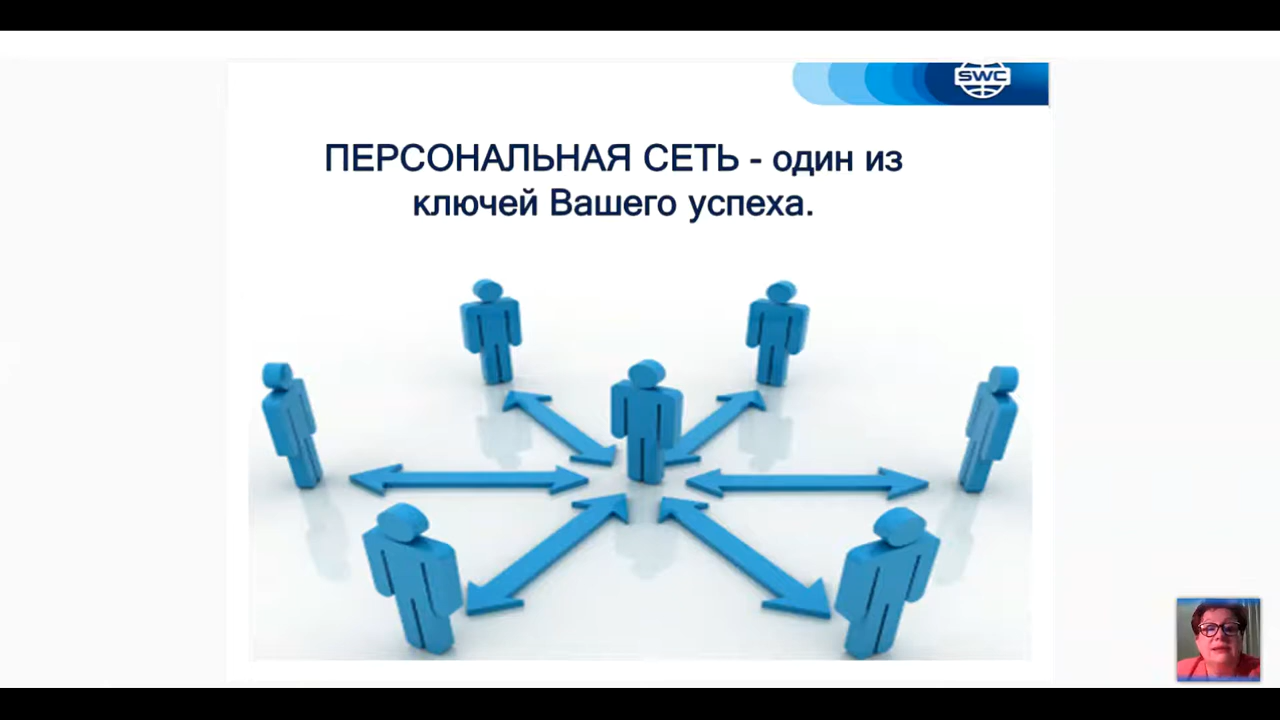 SWC
ПЕРСОНАЛЬНАЯ СЕТЬ - один из
ключей Вашего успеха.